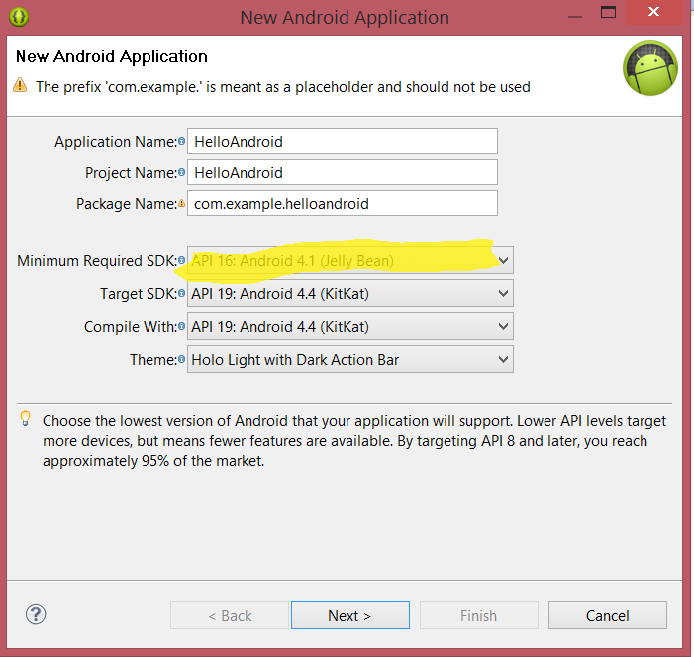 New Android Application
New Android Application
The prefix 'com.example.' is meant as a placeholder and should not be used
Application Name: HelloAndroid
Project Name: HelloAndroid
Package Name: com.example.helloandroid
Minimum Required SDK: API 16: Android 4.1 (Jelly Bean)
Target SDK: API 19: Android 4.4 (KitKat)
Compile With: API 19: Android 4.4 (KitKat)
Theme: Holo Light with Dark Action Bar
Choose the lowest version of Android that your application will support. Lower API levels target
more devices, but means fewer features are available. By targeting API 8 and later, you reach
approximately 95% of the market.
? < Back Next > Finish Cancel